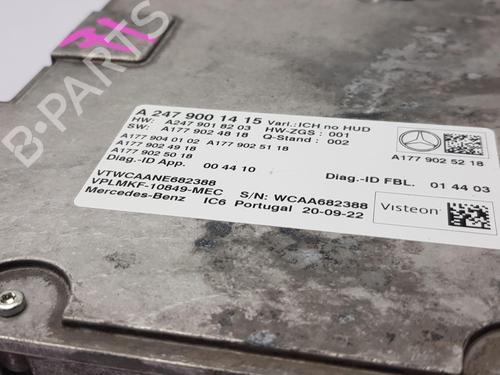 31
A 247 900 14 15 Vari.: ICH no HUD
HW: A247 901 82 03 HW-ZGS : 001
SW: A177 902 48 18 Q-Stand : 002
A177 904 01 02 A177 902 51 18
A177 902 49 18
A177 902 50 18
A177 902 52 18
Diag.-ID App. 00 44 10 Diag.-ID FBL. 01 44 03
VTWCAANE682388
VPLMKF-10849-MEC S/N: WCAA682388
Mercedes-Benz IC6 Portugal 20-09-22
Visteon
B-PARTS